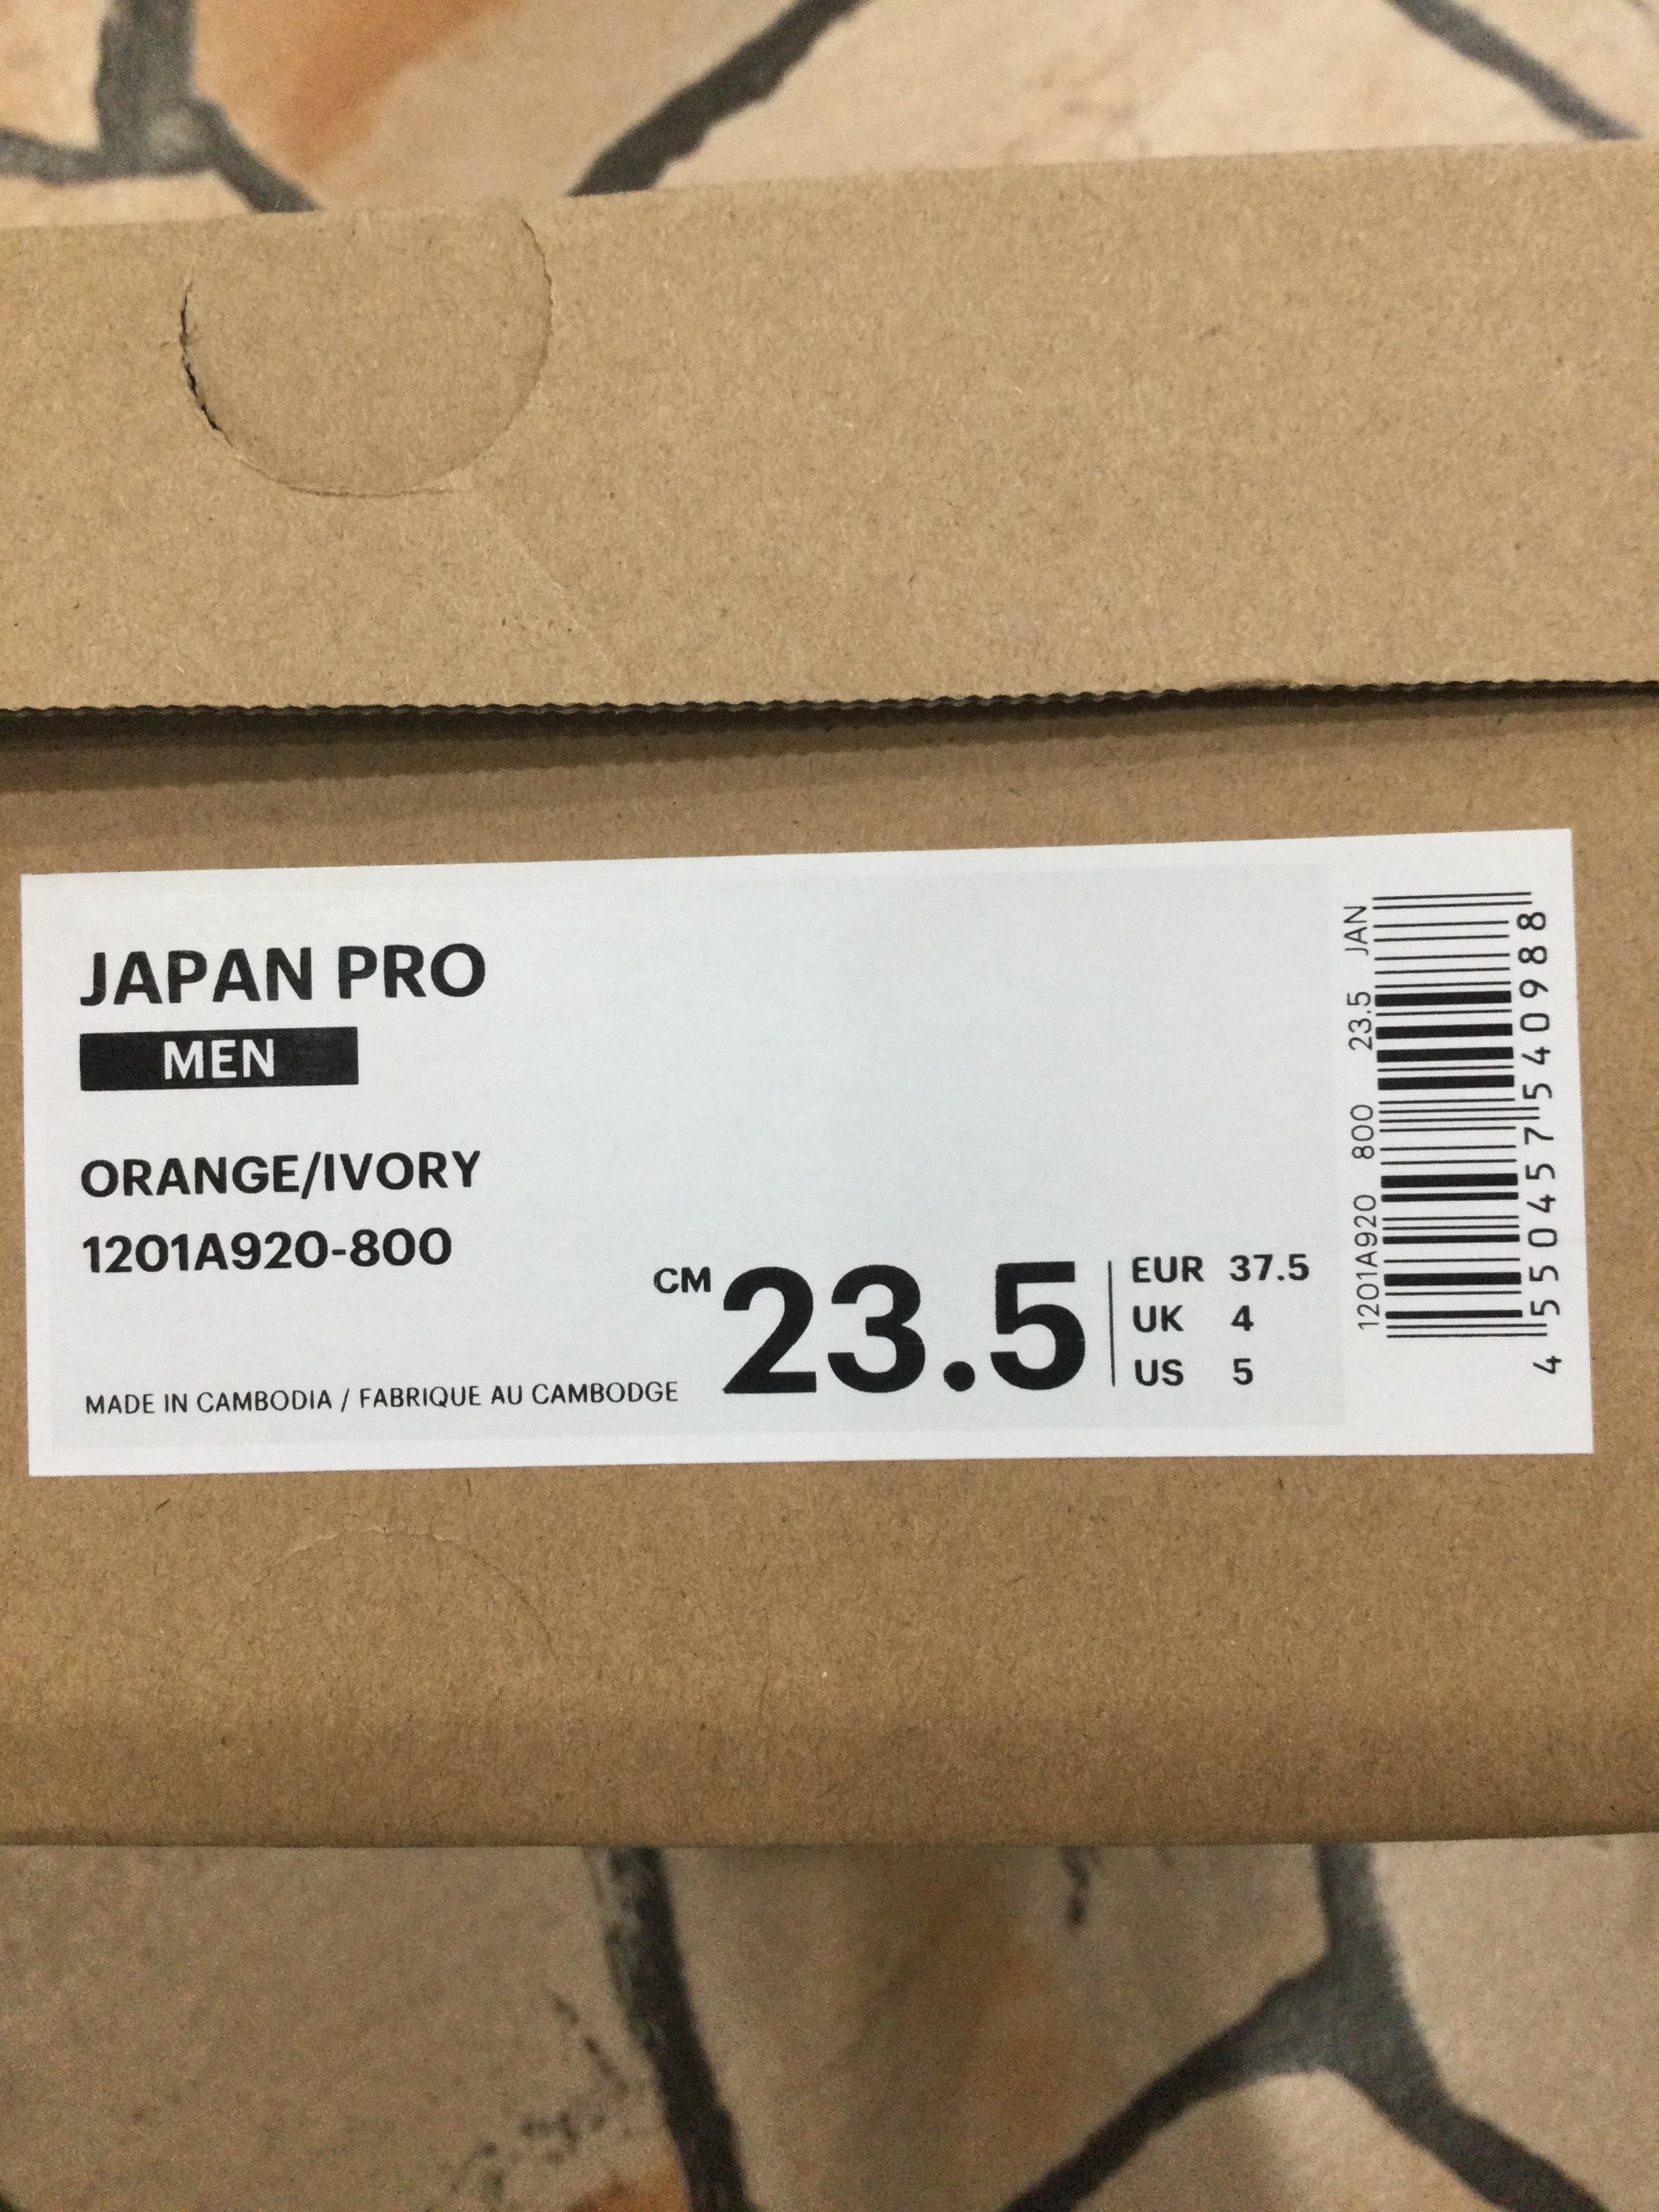 JAPAN PRO
MEN
ORANGE/IVORY
1201A920-800
CM 23.5
EUR 37.5
UK 4
US 5
MADE IN CAMBODIA / FABRIQUE AU CAMBODGE
1201A920 800 23.5 JAN
4 550457 540988